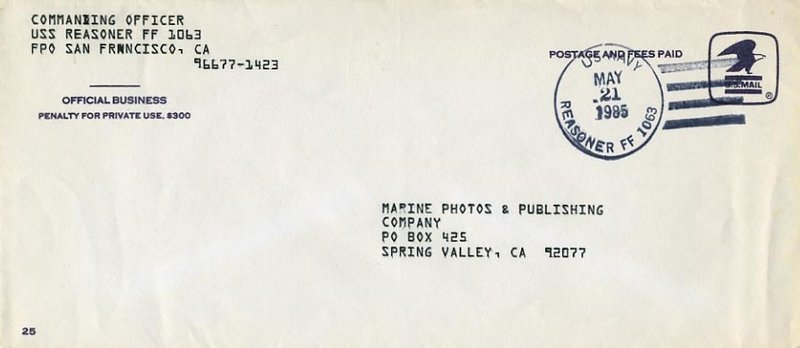 COMMANDING OFFICER
USS REASONER FF 1063
FPO SAN FRNNCISCO, CA
96677-1423
OFFICIAL BUSINESS
PENALTY FOR PRIVATE USE, $300
POSTAGE AND FEES PAID
U.S.MAIL
®
US NAVY
MAY
21
1985
REASONER FF 1063
MARINE PHOTOS & PUBLISHING
COMPANY
PO BOX 425
SPRING VALLEY, CA 92077
25